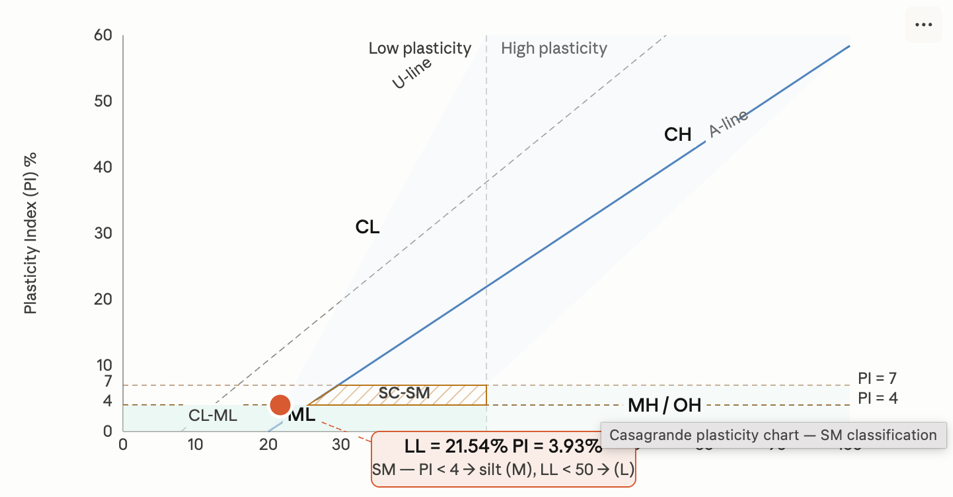 ...
60
Low plasticity
High plasticity
U-line
50
CH
A-line
40
Plasticity Index (PI) %
CL
30
20
10
7
PI = 7
SC-SM
4
PI = 4
CL-ML
ML
MH / OH
0
0
10
20
30
LL = 21.54% PI = 3.93%
SM — PI < 4 → silt (M), LL < 50 → (L)
Casagrande plasticity chart — SM classification